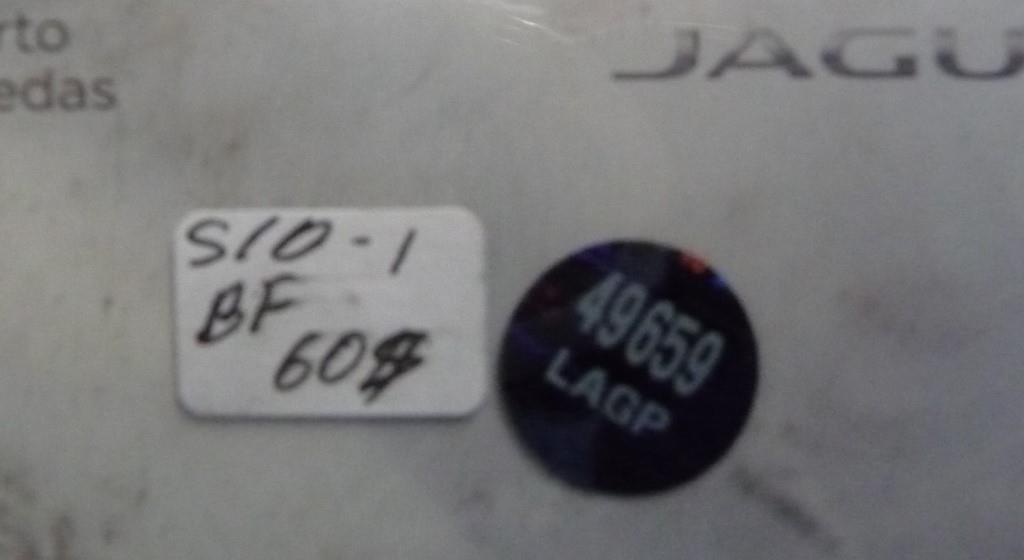 rto
edas
JAGU
S10-1
BF
60$
49659
LAGP